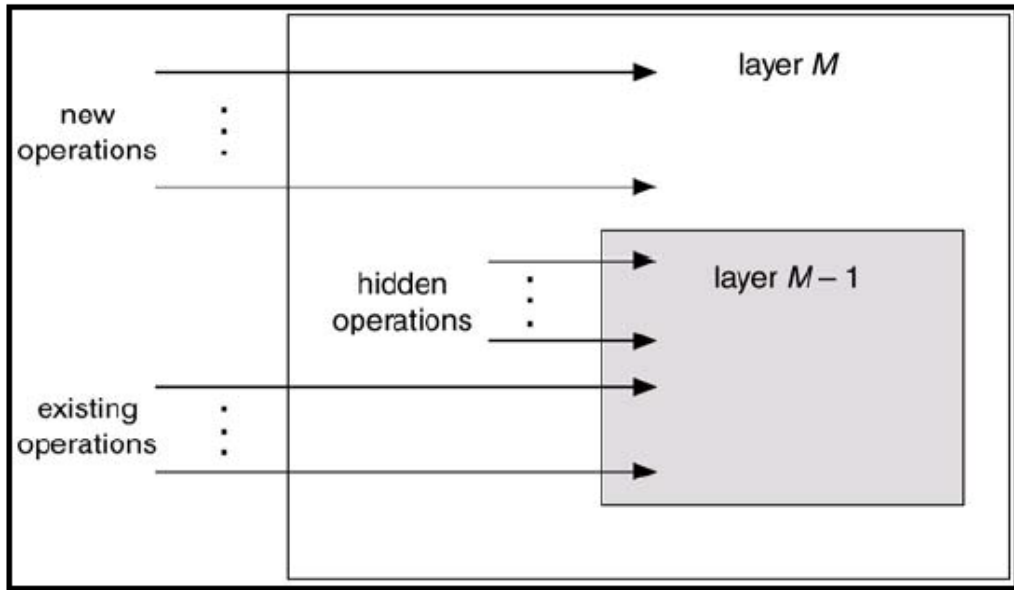 layer M
new
operations
layer M – 1
hidden
operations
existing
operations